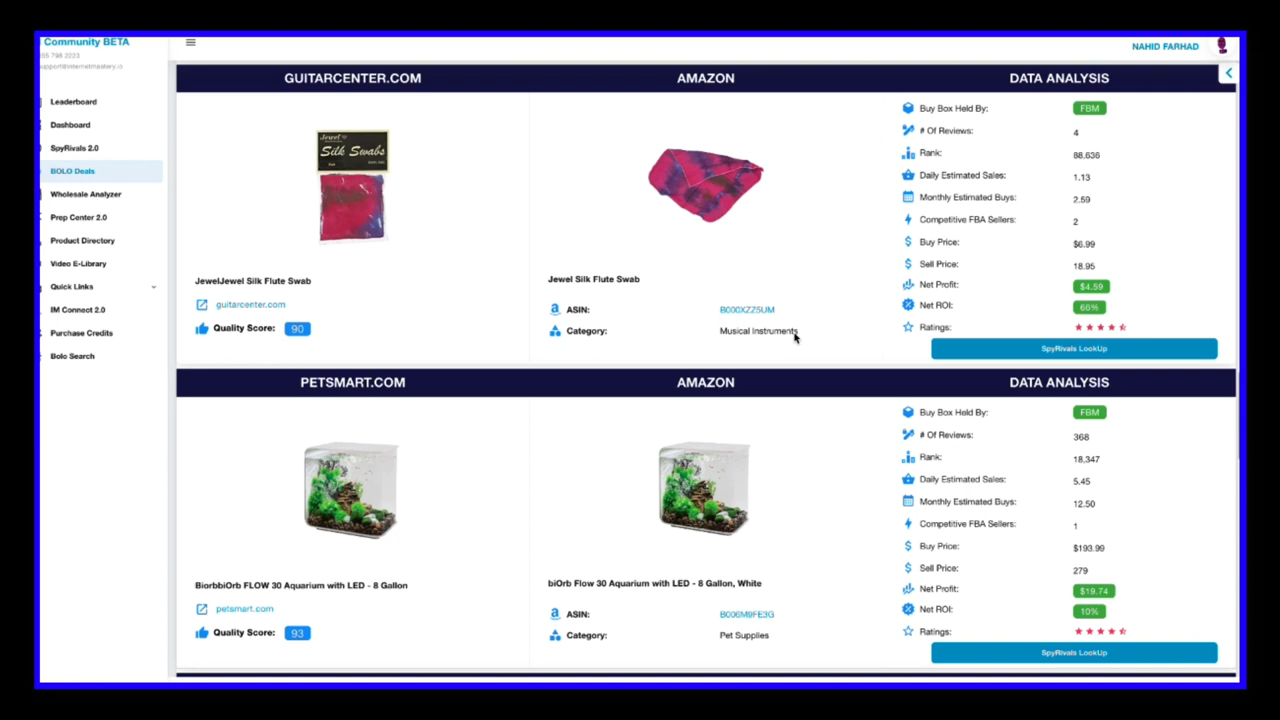 Community BETA
55 798 2223
upport@internetmastery.io
NAHID FARHAD
Leaderboard
Dashboard
SpyRivals 2.0
BOLO Deals
Wholesale Analyzer
Prep Center 2.0
Product Directory
Video E-Library
Quick Links
IM Connect 2.0
Purchase Credits
Bolo Search
GUITARCENTER.COM
Jewel
Silk Swabs
JewelJewel Silk Flute Swab
guitarcenter.com
Quality Score: 90
AMAZON
Jewel Silk Flute Swab
ASIN: B000XZZ5UM
Category: Musical Instruments
DATA ANALYSIS
Buy Box Held By: FBM
# Of Reviews: 4
Rank: 88,636
Daily Estimated Sales: 1.13
Monthly Estimated Buys: 2.59
Competitive FBA Sellers: 2
Buy Price: $6.99
Sell Price: 18.95
Net Profit: $4.59
Net ROI: 66%
Ratings:
SpyRivals LookUp
PETSMART.COM
BiorbbiOrb FLOW 30 Aquarium with LED - 8 Gallon
petsmart.com
Quality Score: 93
AMAZON
biOrb Flow 30 Aquarium with LED - 8 Gallon, White
ASIN: B006M9FE3G
Category: Pet Supplies
DATA ANALYSIS
Buy Box Held By: FBM
# Of Reviews: 368
Rank: 18,347
Daily Estimated Sales: 5.45
Monthly Estimated Buys: 12.50
Competitive FBA Sellers: 1
Buy Price: $193.99
Sell Price: 279
Net Profit: $19.74
Net ROI: 10%
Ratings:
SpyRivals LookUp